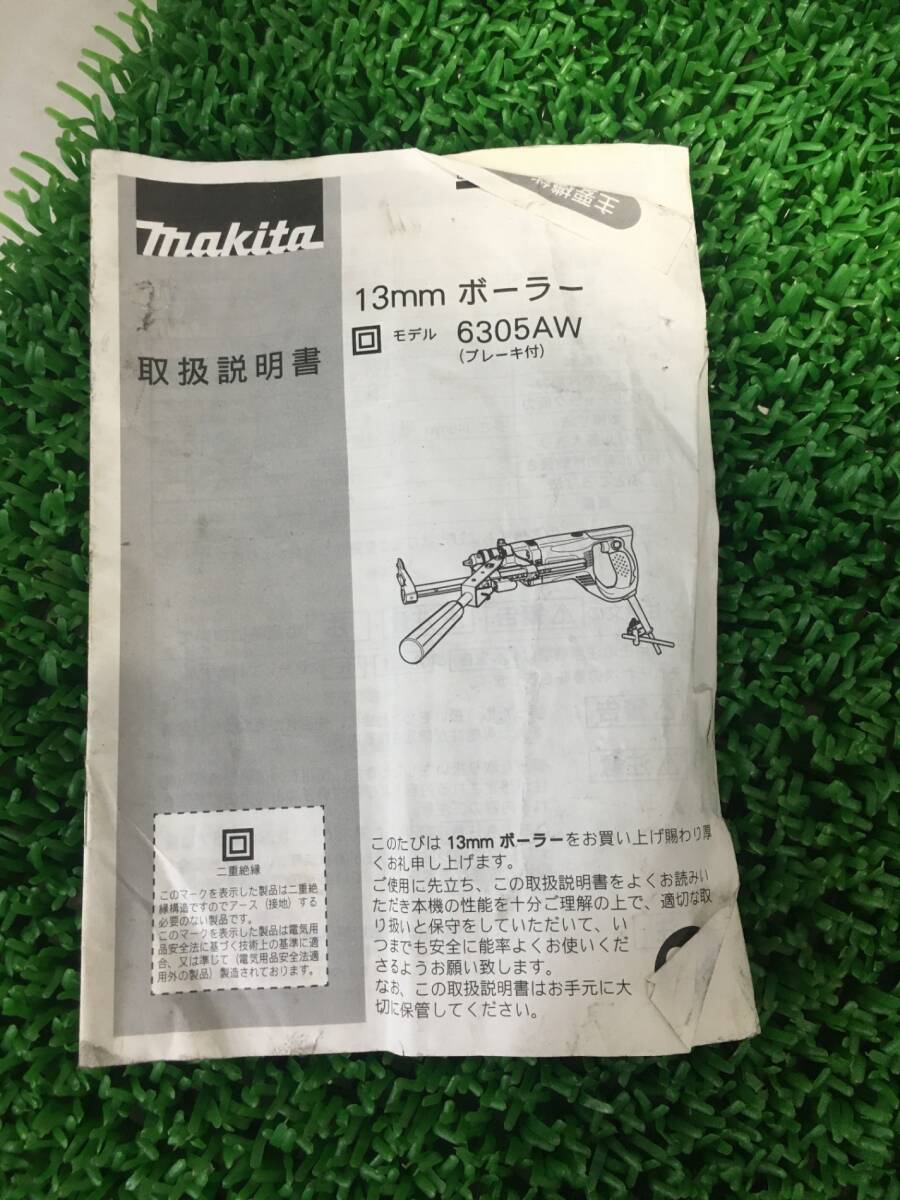 makita
取扱説明書
主要機
13mm ボーラー
モデル 6305AW
(ブレーキ付)
二重絶縁
このマークを表示した製品は二重絶
縁構造ですのでアース（接地）する
必要のない製品です。
このマークを表示した製品は電気用
品安全法に基づく技術上の基準に適
合、又は準じて（電気用品安全法適
用外の製品）製造されております。
このたびは 13mm ボーラーをお買い上げ賜わり厚
くお礼申し上げます。
ご使用に先立ち、この取扱説明書をよくお読みい
ただき本機の性能を十分ご理解の上で、適切な取
り扱いと保守をしていただいて、い
つまでも安全に能率よくお使いくだ
さるようお願い致します。
なお、この取扱説明書はお手元に大
切に保管してください。